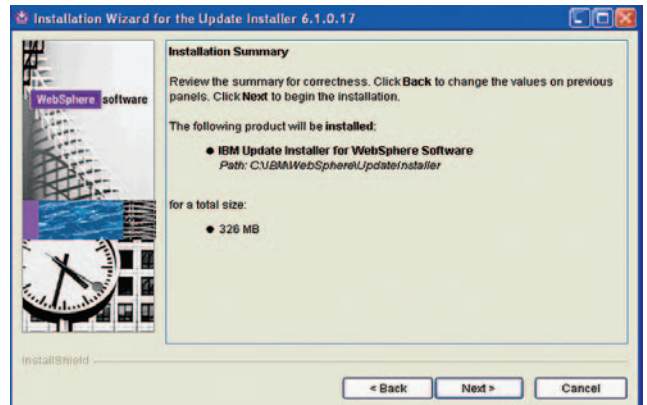 Installation Wizard for the Update Installer 6.1.0.17
WebSphere software
Installation Summary
Review the summary for correctness. Click Back to change the values on previous
panels. Click Next to begin the installation.
The following product will be installed:
● IBM Update Installer for WebSphere Software
Path: C:\IBM\WebSphere\UpdateInstaller
for a total size:
● 326 MB
InstallShield
< Back Next > Cancel